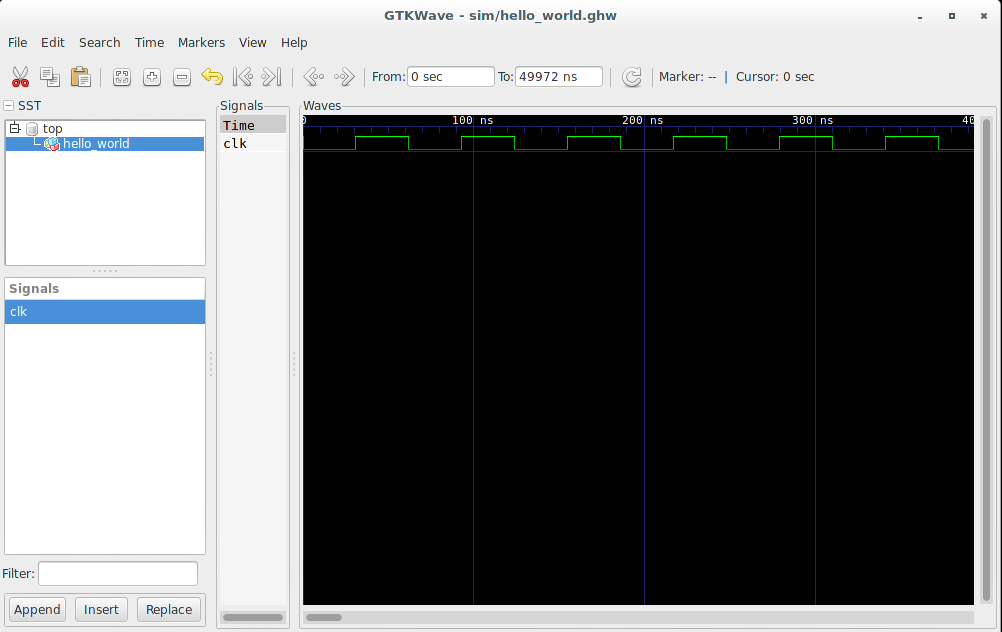 GTKWave - sim/hello_world.ghw
File Edit Search Time Markers View Help
From: 0 sec To: 49972 ns Marker: -- | Cursor: 0 sec
SST
top
hello_world
Signals
clk
Filter:
Append Insert Replace
Signals
Time
clk
Waves
0 100 ns 200 ns 300 ns 40